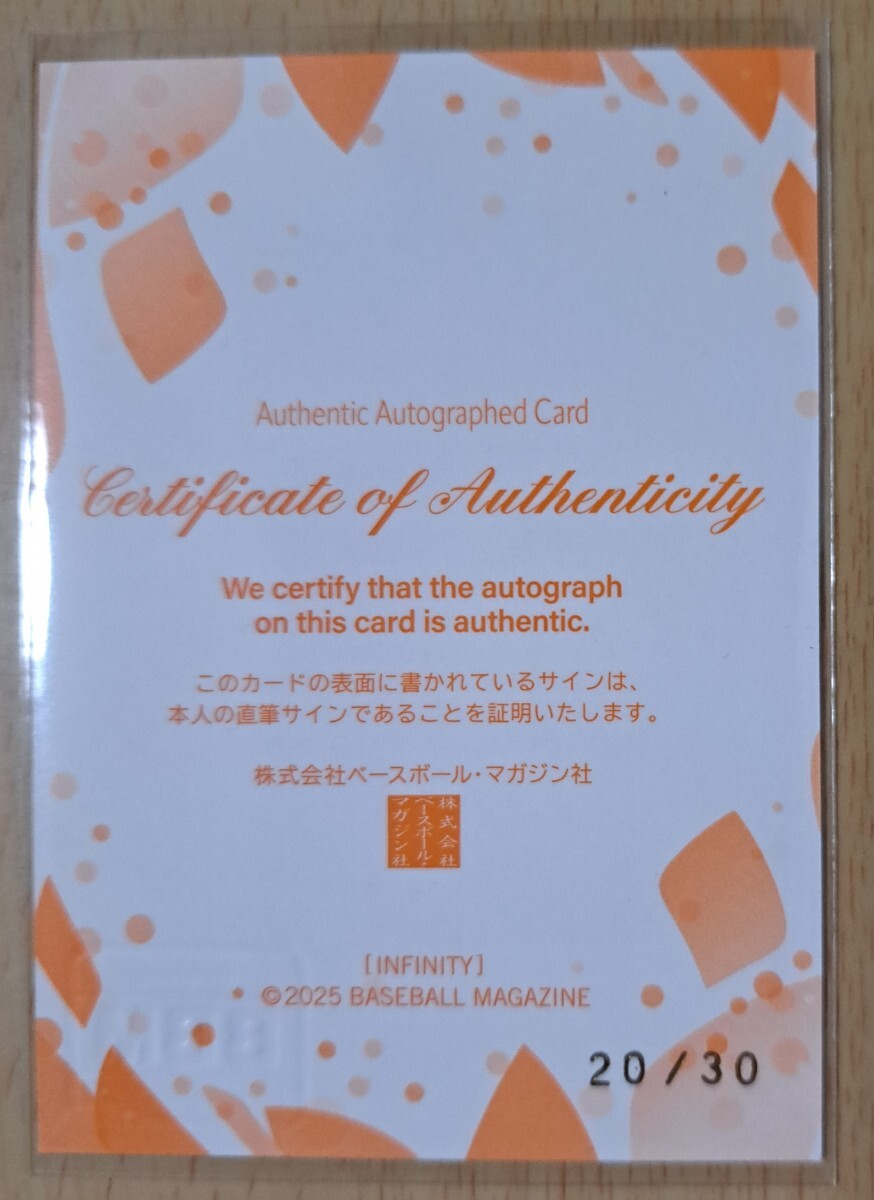 Authentic Autographed Card
Certificate of Authenticity
We certify that the autograph
on this card is authentic.
このカードの表面に書かれているサインは、
本人の直筆サインであることを証明いたします。
株式会社ベースボール・マガジン社
株式会社
ベースボール・
マガジン社
[INFINITY]
©2025 BASEBALL MAGAZINE
20/30